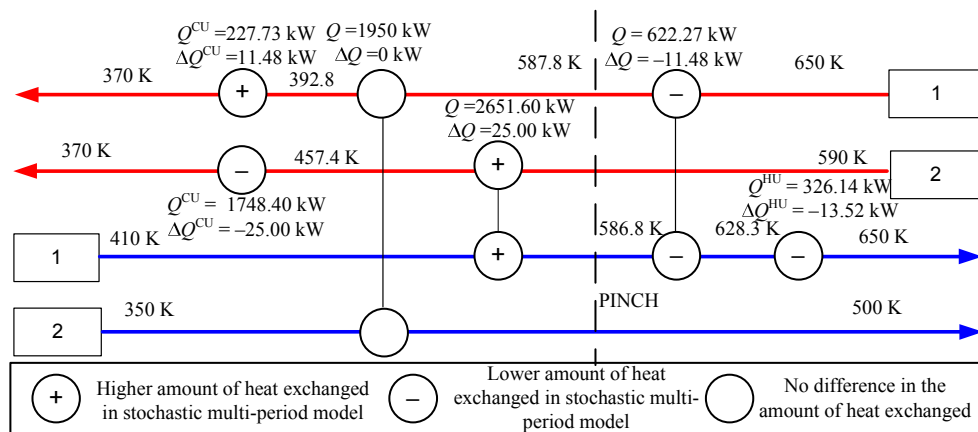 Q^CU =227.73 kW
ΔQ^CU = 11.48 kW
Q =1950 kW
ΔQ =0 kW
Q = 622.27 kW
ΔQ = –11.48 kW
370 K
392.8
587.8 K
650 K
1
Q =2651.60 kW
ΔQ = 25.00 kW
+
–
370 K
457.4 K
590 K
2
–
+
Q^CU = 1748.40 kW
ΔQ^CU = –25.00 kW
Q^HU = 326.14 kW
ΔQ^HU = –13.52 kW
1
410 K
586.8 K
628.3 K
650 K
+
–
–
PINCH
2
350 K
500 K
+
Higher amount of heat exchanged
in stochastic multi-period model
–
Lower amount of heat
exchanged in stochastic multi-
period model
No difference in the
amount of heat exchanged